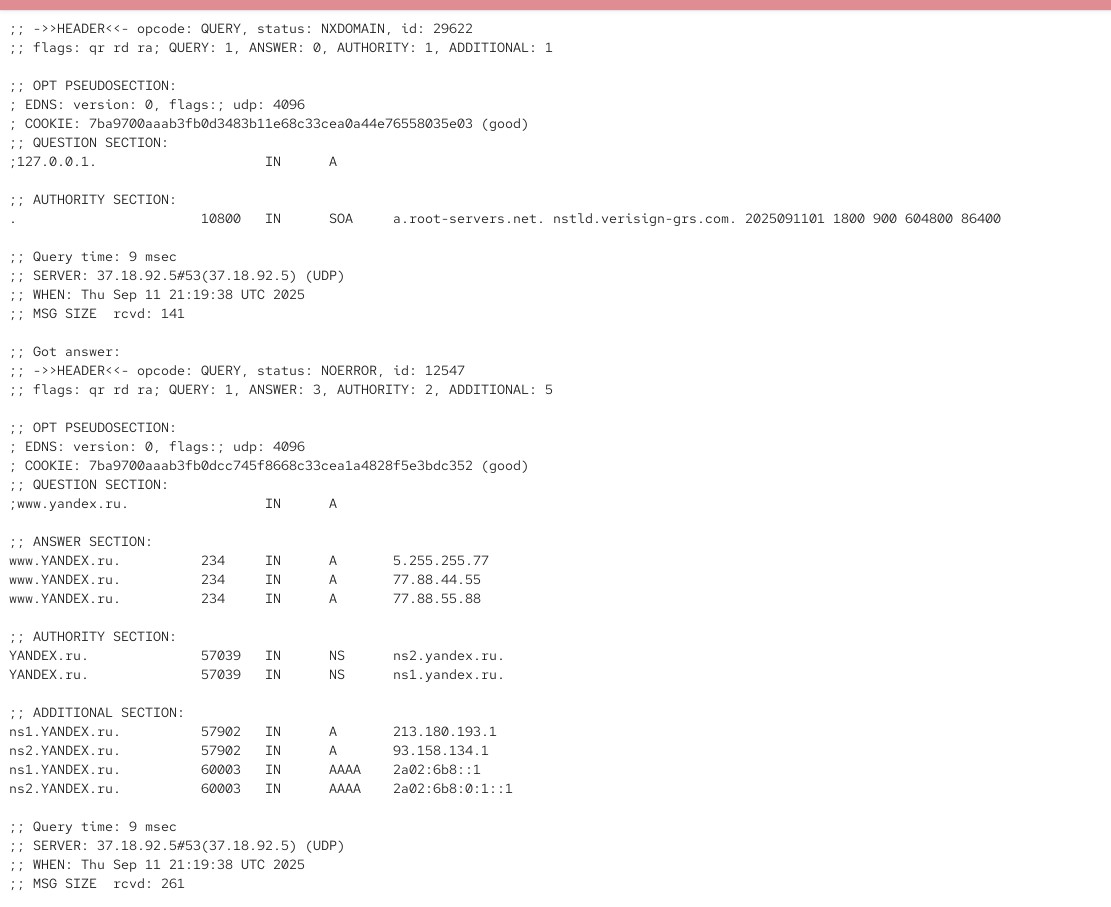 ;; ->>HEADER<<- opcode: QUERY, status: NXDOMAIN, id: 29622
;; flags: qr rd ra; QUERY: 1, ANSWER: 0, AUTHORITY: 1, ADDITIONAL: 1
;; OPT PSEUDOSECTION:
; EDNS: version: 0, flags:; udp: 4096
; COOKIE: 7ba9700aaab3fb0d3483b11e68c33cea0a44e76558035e03 (good)
;; QUESTION SECTION:
;127.0.0.1. IN A
;; AUTHORITY SECTION:
. 10800 IN SOA a.root-servers.net. nstld.verisign-grs.com. 2025091101 1800 900 604800 86400
;; Query time: 9 msec
;; SERVER: 37.18.92.5#53(37.18.92.5) (UDP)
;; WHEN: Thu Sep 11 21:19:38 UTC 2025
;; MSG SIZE  rcvd: 141
;; Got answer:
;; ->>HEADER<<- opcode: QUERY, status: NOERROR, id: 12547
;; flags: qr rd ra; QUERY: 1, ANSWER: 3, AUTHORITY: 2, ADDITIONAL: 5
;; OPT PSEUDOSECTION:
; EDNS: version: 0, flags:; udp: 4096
; COOKIE: 7ba9700aaab3fb0dcc745f8668c33cea1a4828f5e3bdc352 (good)
;; QUESTION SECTION:
;www.yandex.ru. IN A
;; ANSWER SECTION:
www.YANDEX.ru. 234 IN A 5.255.255.77
www.YANDEX.ru. 234 IN A 77.88.44.55
www.YANDEX.ru. 234 IN A 77.88.55.88
;; AUTHORITY SECTION:
YANDEX.ru. 57039 IN NS ns2.yandex.ru.
YANDEX.ru. 57039 IN NS ns1.yandex.ru.
;; ADDITIONAL SECTION:
ns1.YANDEX.ru. 57902 IN A 213.180.193.1
ns2.YANDEX.ru. 57902 IN A 93.158.134.1
ns1.YANDEX.ru. 60003 IN AAAA 2a02:6b8::1
ns2.YANDEX.ru. 60003 IN AAAA 2a02:6b8:0:1::1
;; Query time: 9 msec
;; SERVER: 37.18.92.5#53(37.18.92.5) (UDP)
;; WHEN: Thu Sep 11 21:19:38 UTC 2025
;; MSG SIZE  rcvd: 261